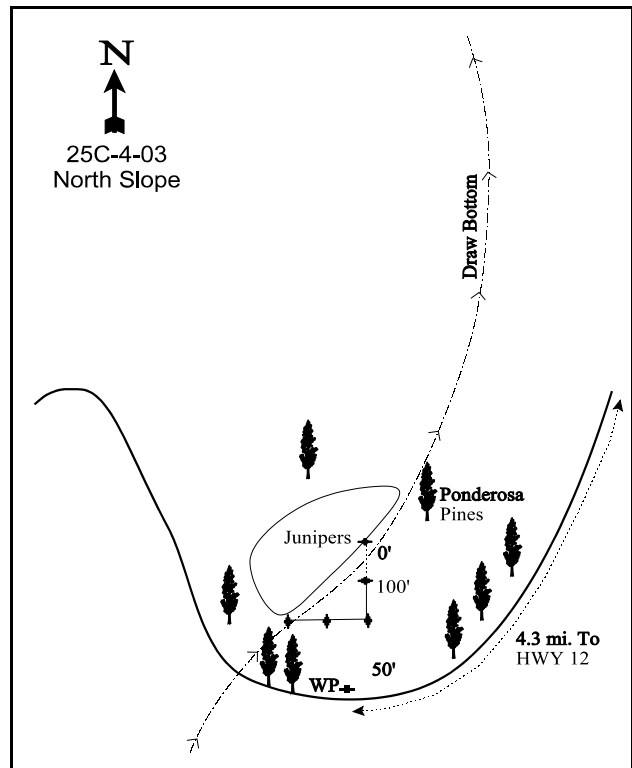 N
25C-4-03
North Slope
Draw Bottom
Ponderosa
Pines
Junipers
0'
100'
4.3 mi. To
HWY 12
50'
WP